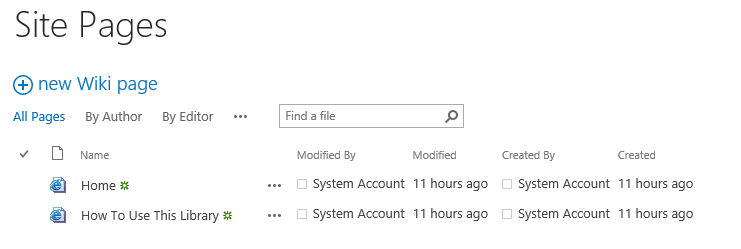 Site Pages
new Wiki page
All Pages By Author By Editor ••• Find a file
Name Modified By Modified Created By Created
Home ••• System Account 11 hours ago System Account 11 hours ago
How To Use This Library ••• System Account 11 hours ago System Account 11 hours ago